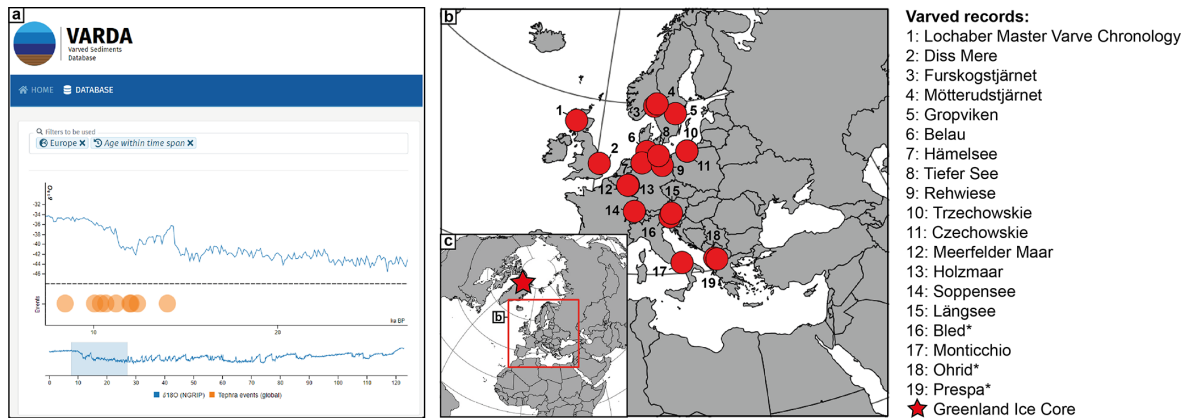 a
VARDA
Varved Sediments
Database
HOME DATABASE
Filters to be used
Europe × Age within time span ×
δ¹⁸O
-32
-34
-36
-38
-40
-42
-44
-46
Events
ka BP
10 20
0 10 20 30 40 50 60 70 80 90 100 110 120
δ18O (NGRIP) Tephra events (global)
b
1
2
3
4
5
6
7
8
9
10
11
12
13
14
15
16
17
18
19
c
b
Varved records:
1: Lochaber Master Varve Chronology
2: Diss Mere
3: Furskogstjärnet
4: Mötterudstjärnet
5: Gropviken
6: Belau
7: Hämelsee
8: Tiefer See
9: Rehwiese
10: Trzechowskie
11: Czechowskie
12: Meerfelder Maar
13: Holzmaar
14: Soppensee
15: Längsee
16: Bled*
17: Monticchio
18: Ohrid*
19: Prespa*
Greenland Ice Core